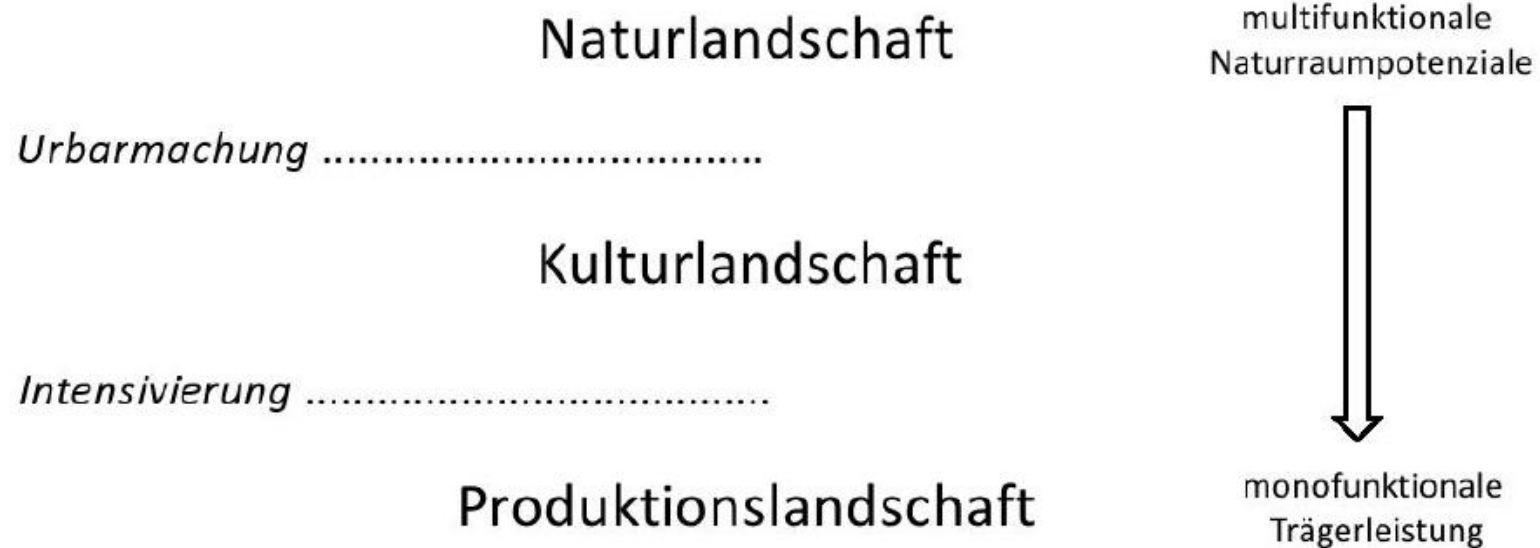 Naturlandschaft
multifunktionale
Naturraumpotenziale
Urbarmachung .....................................
Kulturlandschaft
Intensivierung .......................................
Produktionslandschaft
monofunktionale
Trägerleistung